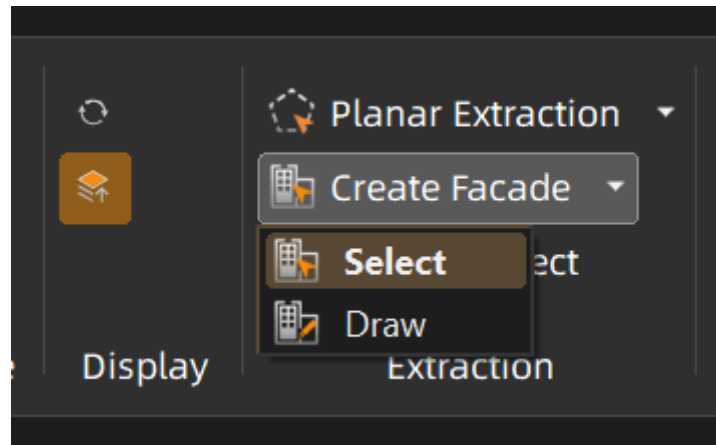 Planar Extraction
Create Facade
Select
ect
Draw
Display
Extraction